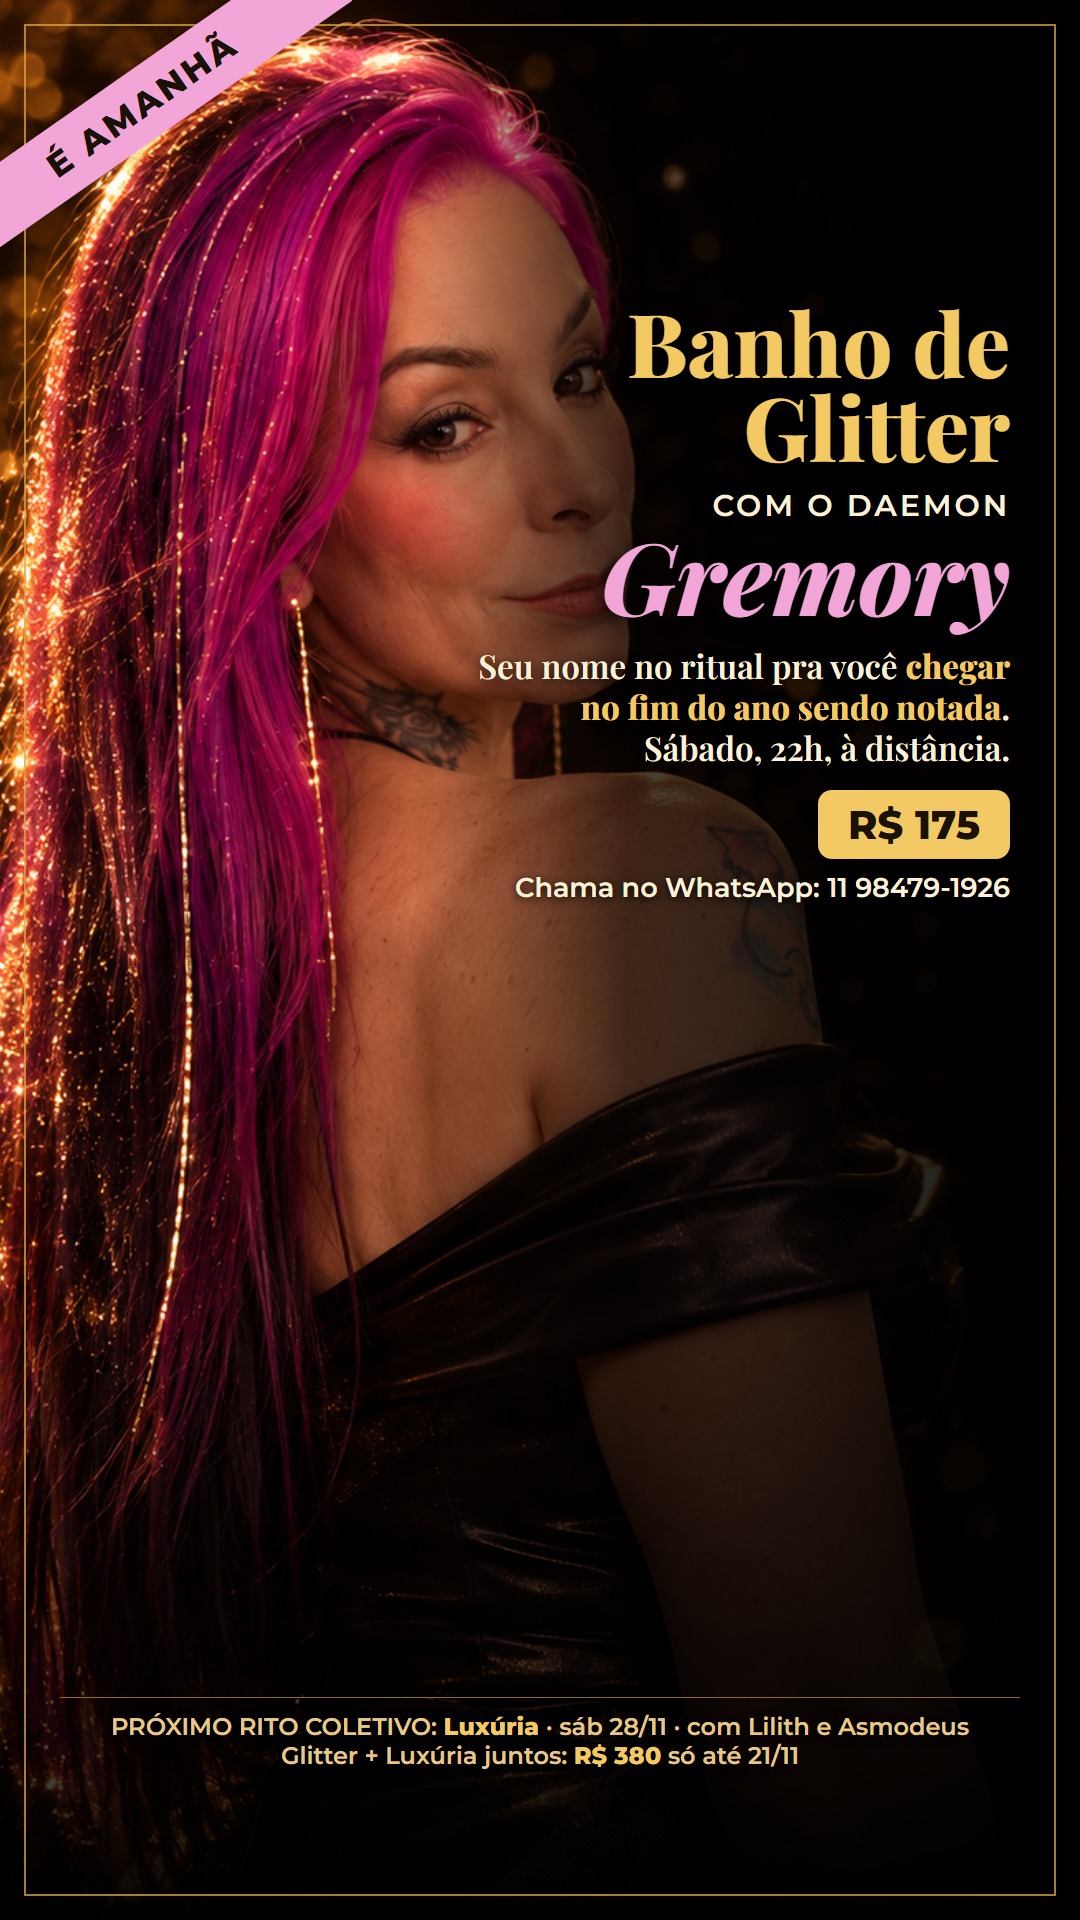 É AMANHÃ
Banho de
Glitter
COM O DAEMON
Gremory
Seu nome no ritual pra você chegar
no fim do ano sendo notada.
Sábado, 22h, à distância.
R$ 175
Chama no WhatsApp: 11 98479-1926
PRÓXIMO RITO COLETIVO: Luxúria · sáb 28/11 · com Lilith e Asmodeus
Glitter + Luxúria juntos: R$ 380 só até 21/11